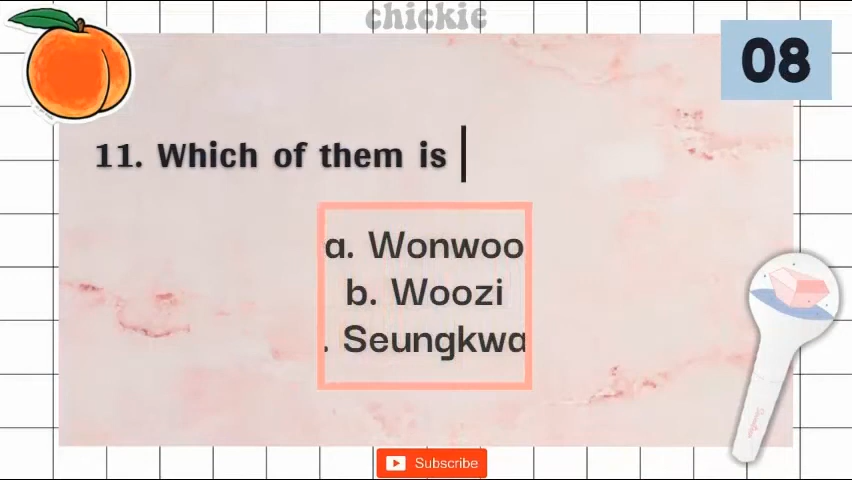 chickie
08
11. Which of them is
a. Wonwoo
b. Woozi
. Seungkwa
Subscribe